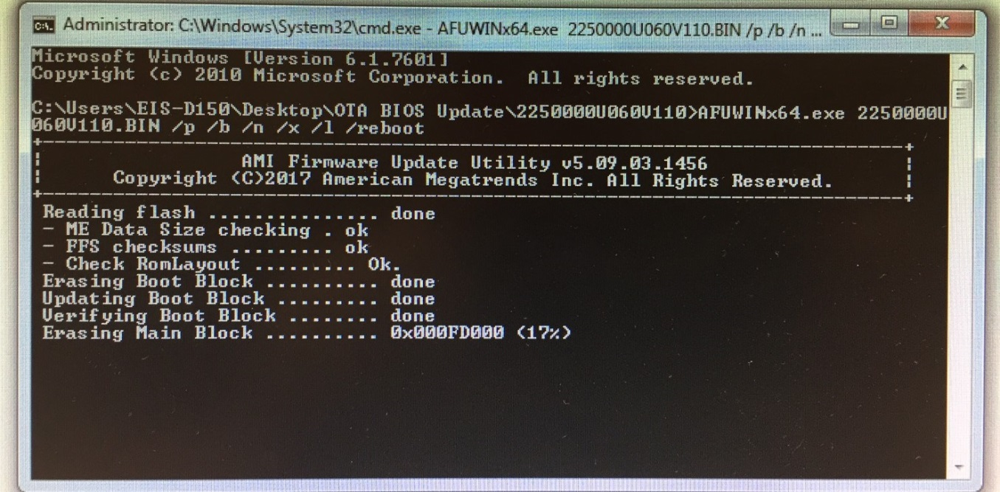 Administrator: C:\Windows\System32\cmd.exe - AFUWINx64.exe 2250000U060V110.BIN /p /b /n ...
Microsoft Windows [Version 6.1.7601]
Copyright (c) 2010 Microsoft Corporation. All rights reserved.
C:\Users\EIS-D150\Desktop\OTA BIOS Update\2250000U060V110>AFUWINx64.exe 2250000U
060V110.BIN /p /b /n /x /l /reboot
AMI Firmware Update Utility v5.09.03.1456
Copyright (C)2017 American Megatrends Inc. All Rights Reserved.
Reading flash ............... done
- ME Data Size checking . ok
- FFS checksums ......... ok
- Check RomLayout ......... Ok.
Erasing Boot Block .......... done
Updating Boot Block ......... done
Verifying Boot Block ........ done
Erasing Main Block .......... 0x000FD000 (17%)